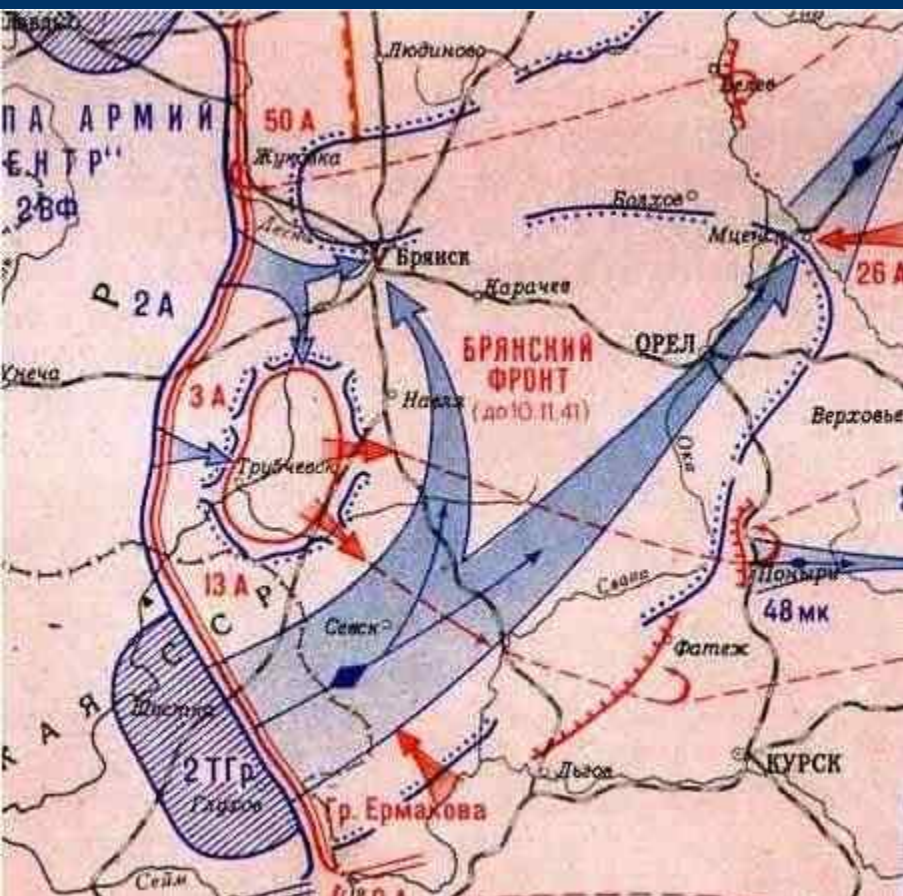 Людиново
Белев
ПА АРМИЙ
ЕНТР"
50 А
Жуковка
2ВФ
Болхов
Десна
Мценск
Брянск
26 А
Р
2 А
Карачев
БРЯНСКИЙ
ФРОНТ
(до 10.11.41)
ОРЕЛ
Унеча
3 А
Навля
Верховье
Трубчевск
Ока
13 А
Свапа
Поныри
48 мк
С С Р
Севск
Фатеж
К А Я
Шостка
2 ТГр
Глухов
Льгов
КУРСК
Гр. Ермакова
Сейм